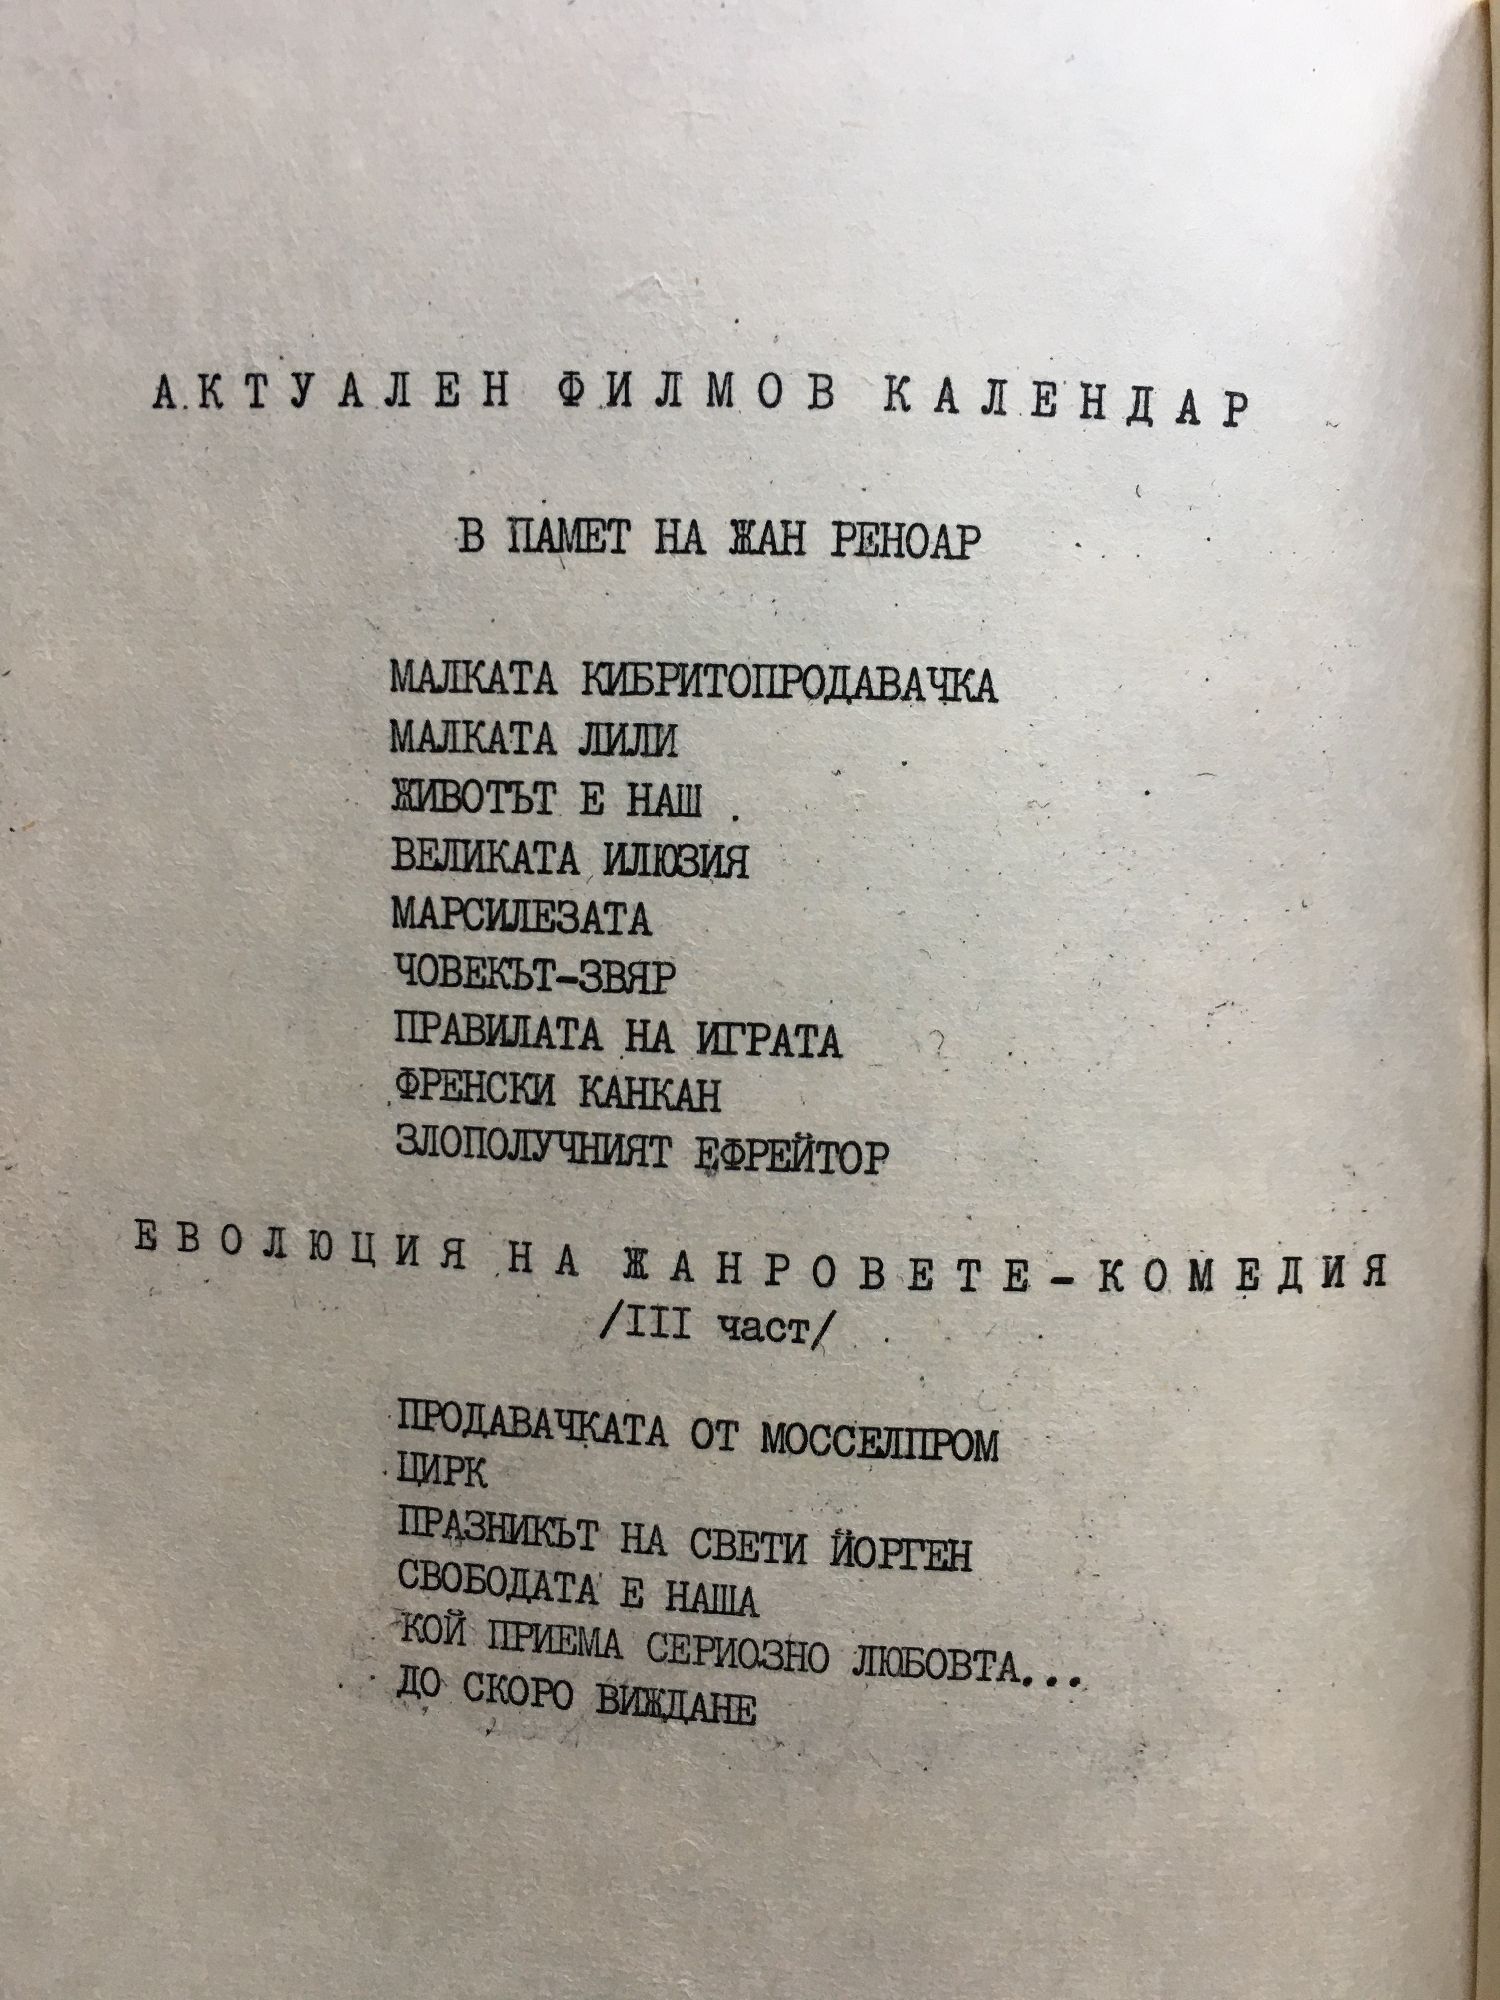 АКТУАЛЕН ФИЛМОВ КАЛЕНДАР
В ПАМЕТ НА ЖАН РЕНОАР
МАЛКАТА КИБРИТОПРОДАВАЧКА
МАЛКАТА ЛИЛИ
ЖИВОТЪТ Е НАШ
ВЕЛИКАТА ИЛЮЗИЯ
МАРСИЛЕЗАТА
ЧОВЕКЪТ-ЗВЯР
ПРАВИЛАТА НА ИГРАТА
ФРЕНСКИ КАНКАН
ЗЛОПОЛУЧНИЯТ ЕФРЕЙТОР
ЕВОЛЮЦИЯ НА ЖАНРОВЕТЕ-КОМЕДИЯ
/III част/
ПРОДАВАЧКАТА ОТ МОССЕЛПРОМ
ЦИРК
ПРАЗНИКЪТ НА СВЕТИ ЙОРГЕН
СВОБОДАТА Е НАША
КОЙ ПРИЕМА СЕРИОЗНО ЛЮБОВТА...
ДО СКОРО ВИЖДАНЕ